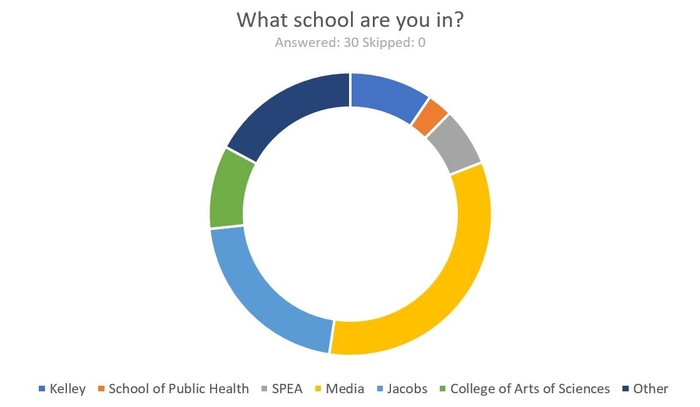 What school are you in?
Answered: 30 Skipped: 0
Kelley School of Public Health SPEA Media Jacobs College of Arts of Sciences Other